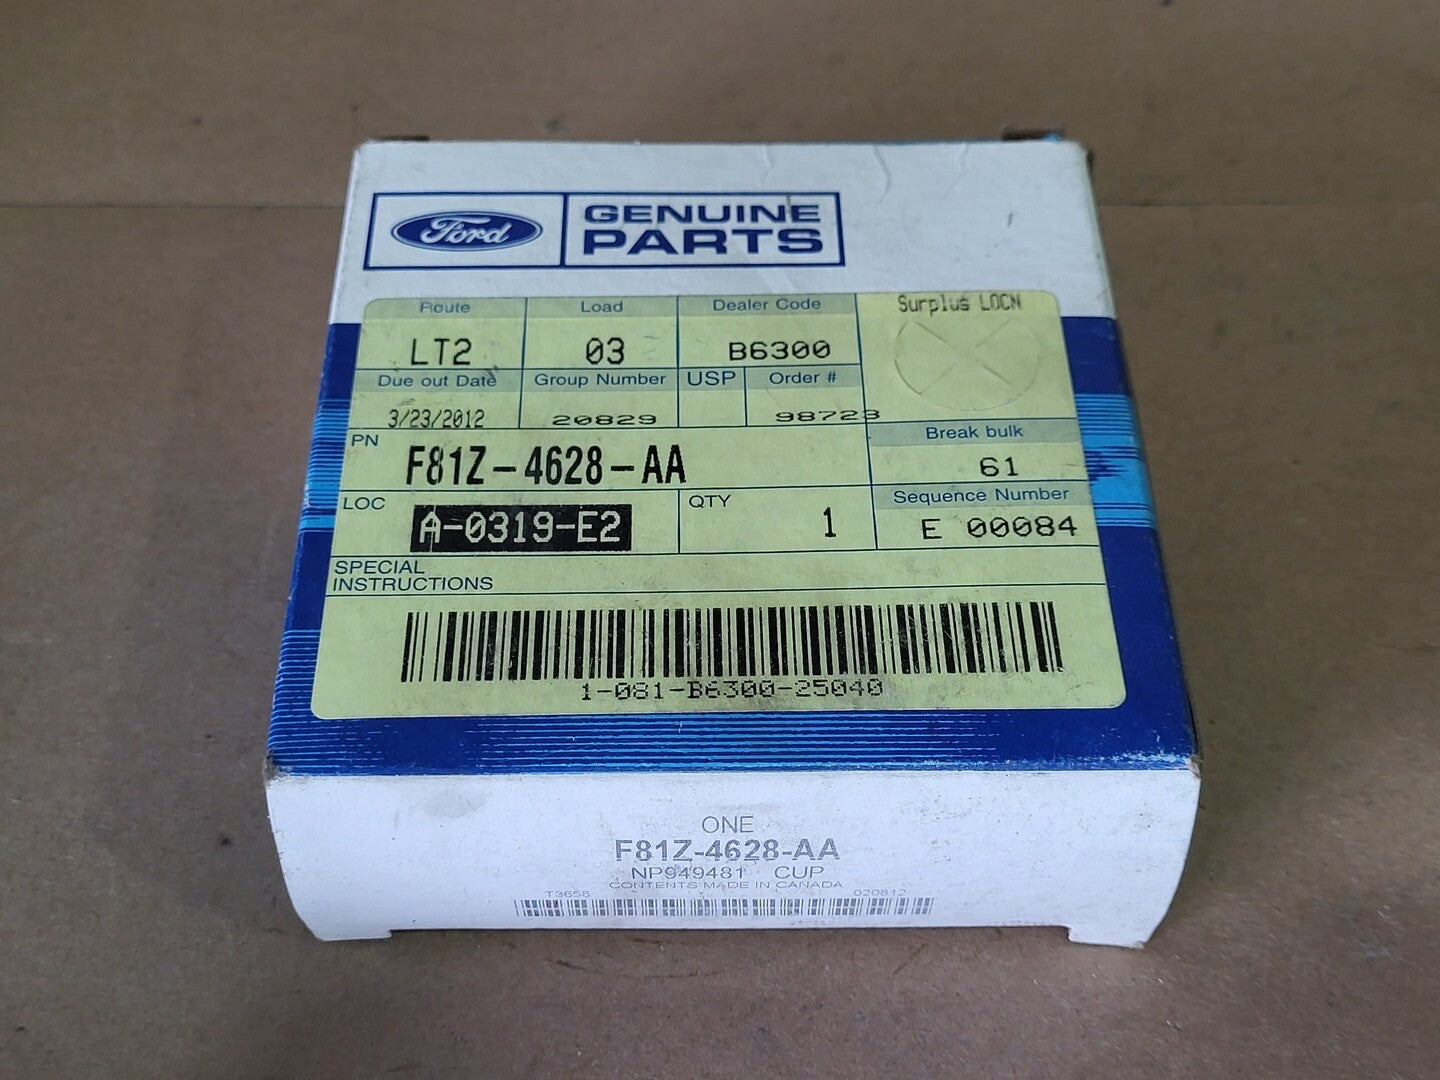 Ford GENUINE
PARTS
Route Load Dealer Code Surplus LOCN
LT2 03 B6300
Due out Date Group Number USP Order #
3/23/2012 20829 98723
PN F81Z-4628-AA
Break bulk
61
LOC A-0319-E2
QTY 1
Sequence Number
E 00084
SPECIAL
INSTRUCTIONS
1-081-B6300-25040
ONE
F81Z-4628-AA
NP949481 CUP
CONTENTS MADE IN CANADA
T3658 020812